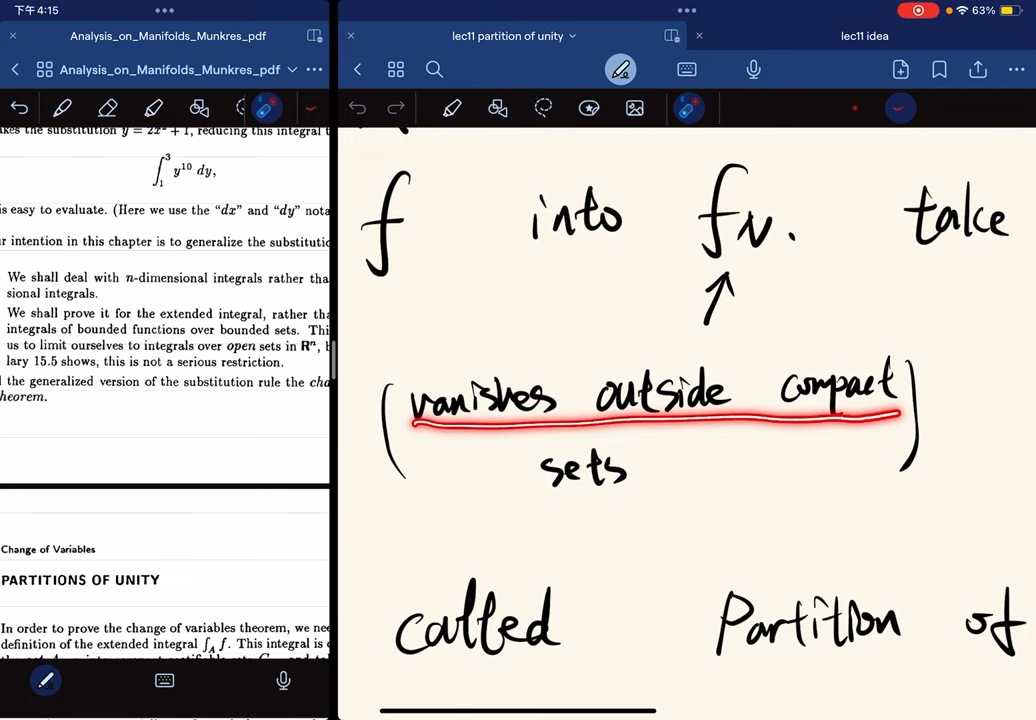 下午4:15
63%
Analysis_on_Manifolds_Munkres_pdf
lec11 partition of unity
lec11 idea
Analysis_on_Manifolds_Munkres_pdf
akes the substitution y = 2x² + 1, reducing this integral t
∫₁³ y¹⁰ dy,
is easy to evaluate. (Here we use the “dx” and “dy” nota
r intention in this chapter is to generalize the substitutio
We shall deal with n-dimensional integrals rather tha
sional integrals.
We shall prove it for the extended integral, rather tha
integrals of bounded functions over bounded sets. Thi
us to limit ourselves to integrals over open sets in Rⁿ, b
lary 15.5 shows, this is not a serious restriction.
l the generalized version of the substitution rule the cha
heorem.
Change of Variables
PARTITIONS OF UNITY
In order to prove the change of variables theorem, we nee
definition of the extended integral ∫_A f. This integral is
f into f_N. take
(vanishes outside compact
sets)
called Partition of